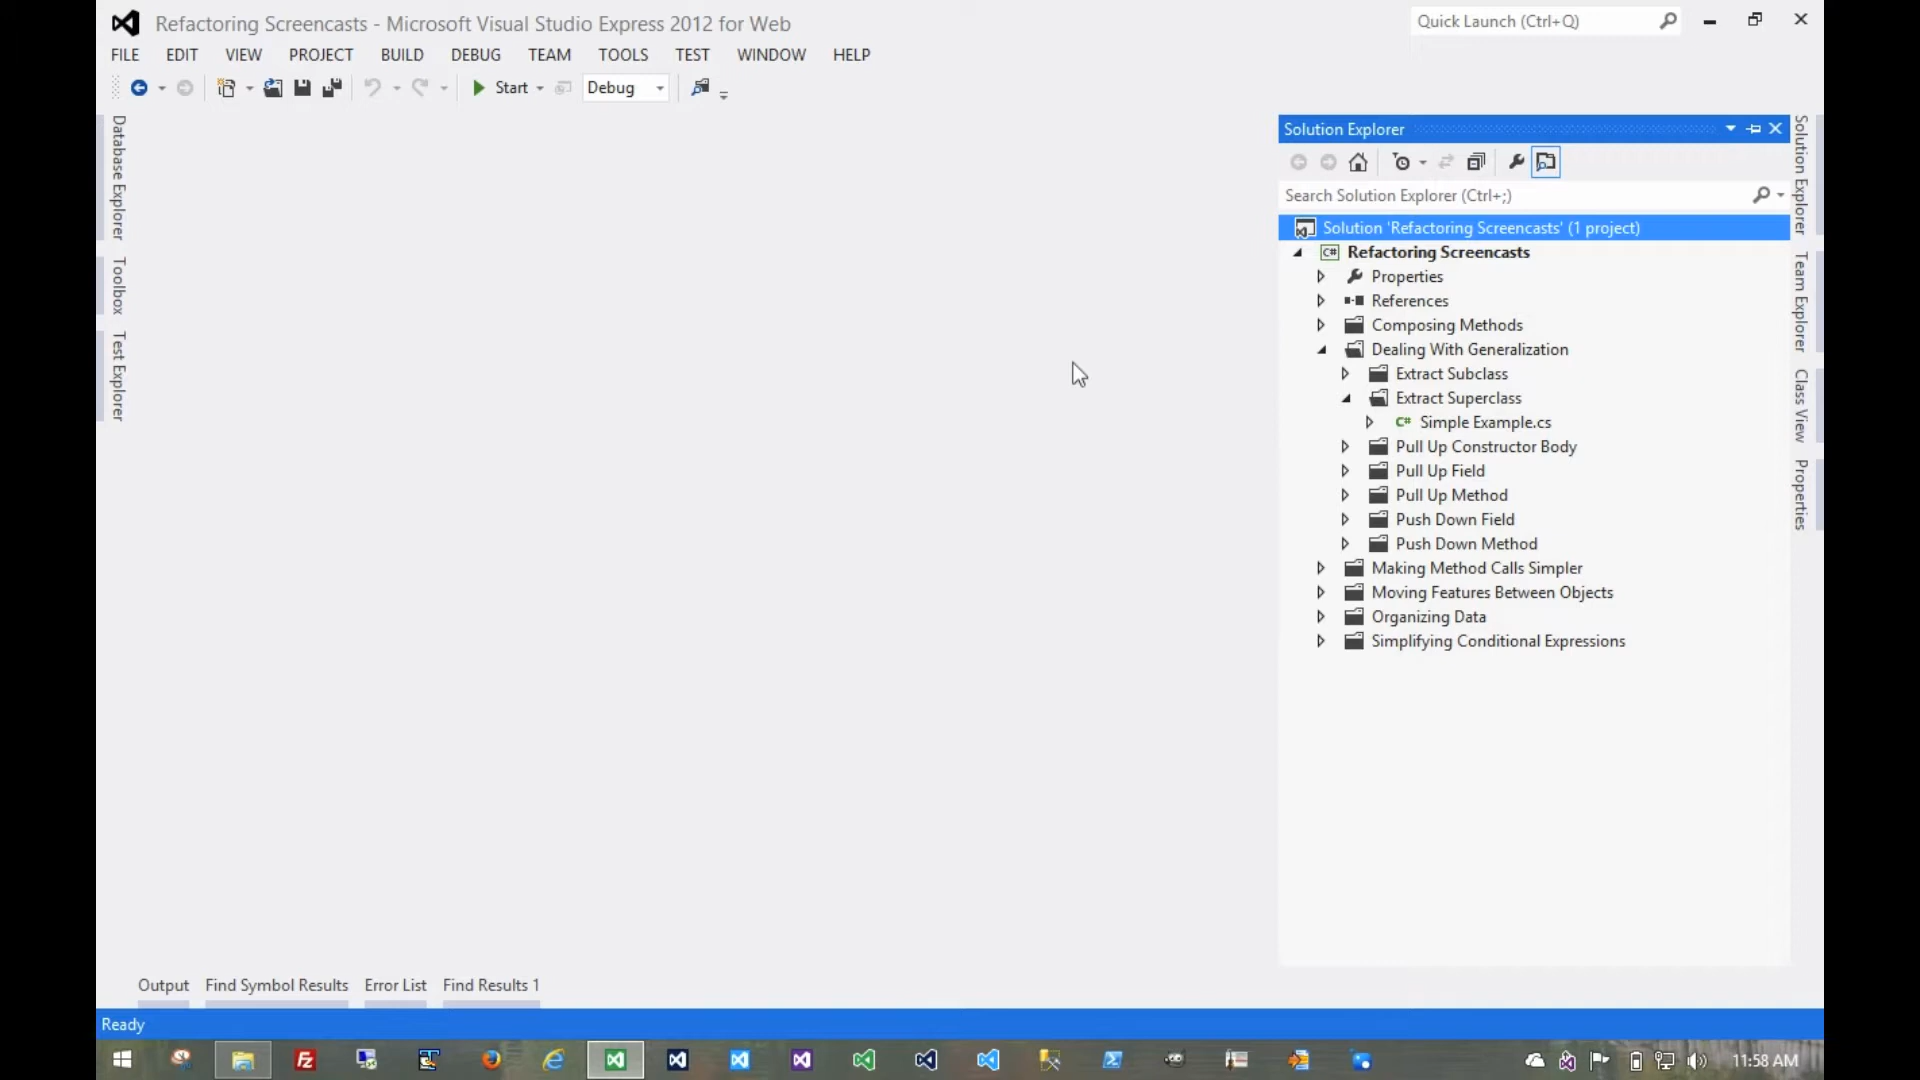 Refactoring Screencasts - Microsoft Visual Studio Express 2012 for Web
Quick Launch (Ctrl+Q)
FILE EDIT VIEW PROJECT BUILD DEBUG TEAM TOOLS TEST WINDOW HELP
Start Debug
Database Explorer
Toolbox
Test Explorer
Solution Explorer
Search Solution Explorer (Ctrl+;)
Solution 'Refactoring Screencasts' (1 project)
C# Refactoring Screencasts
Properties
References
Composing Methods
Dealing With Generalization
Extract Subclass
Extract Superclass
C# Simple Example.cs
Pull Up Constructor Body
Pull Up Field
Pull Up Method
Push Down Field
Push Down Method
Making Method Calls Simpler
Moving Features Between Objects
Organizing Data
Simplifying Conditional Expressions
Solution Explorer
Team Explorer
Class View
Properties
Output Find Symbol Results Error List Find Results 1
Ready
11:58 AM